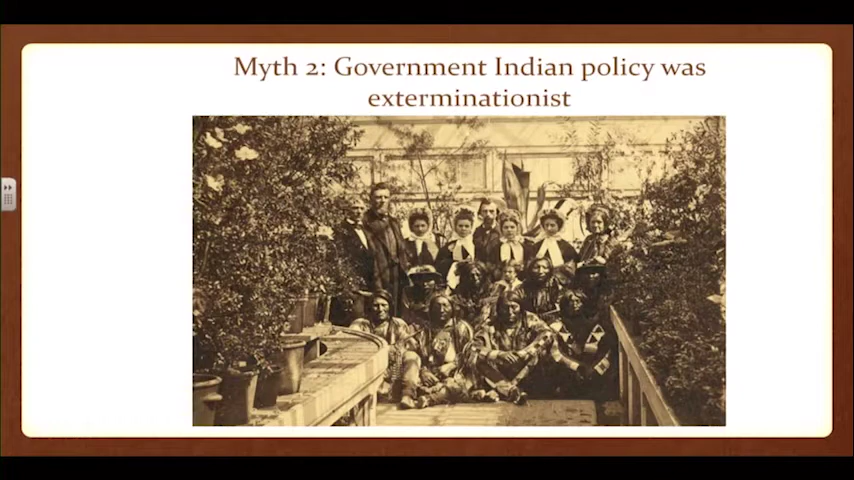 Myth 2: Government Indian policy was
exterminationist